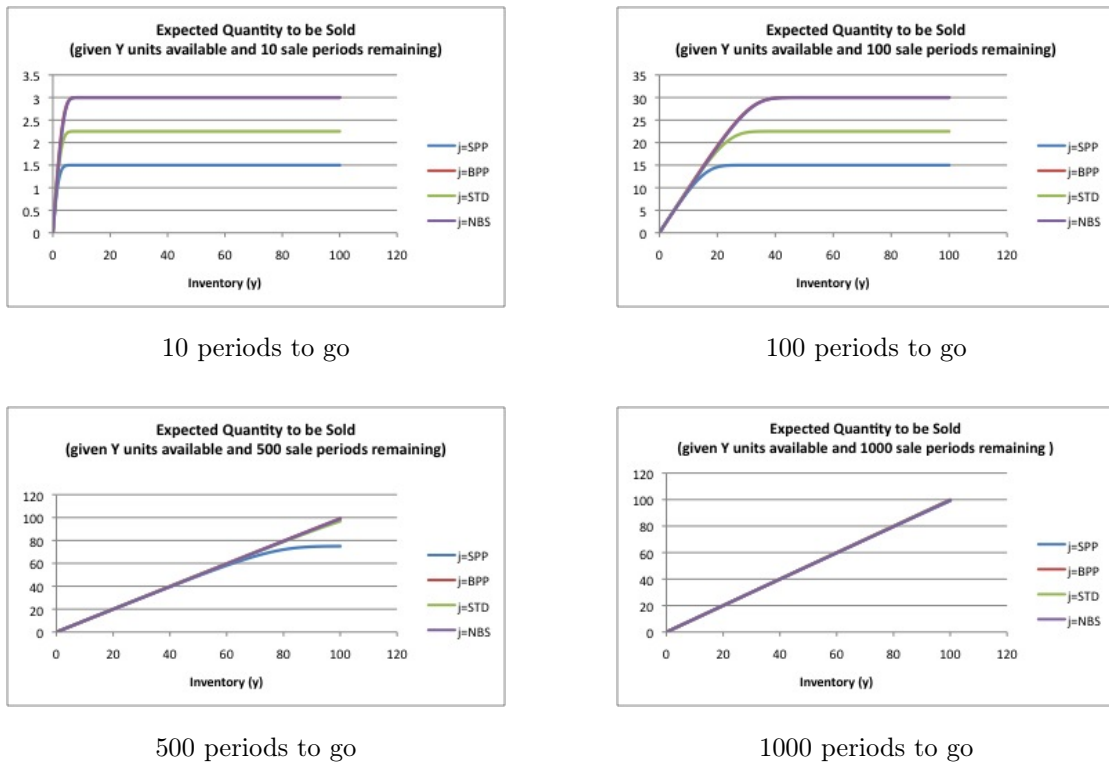 Expected Quantity to be Sold
(given Y units available and 10 sale periods remaining)
3.5
3
2.5
2
1.5
1
0.5
0
0 20 40 60 80 100 120
Inventory (y)
j=SPP
j=BPP
j=STD
j=NBS
10 periods to go
Expected Quantity to be Sold
(given Y units available and 100 sale periods remaining)
35
30
25
20
15
10
5
0
0 20 40 60 80 100 120
Inventory (y)
j=SPP
j=BPP
j=STD
j=NBS
100 periods to go
Expected Quantity to be Sold
(given Y units available and 500 sale periods remaining)
120
100
80
60
40
20
0
0 20 40 60 80 100 120
Inventory (y)
j=SPP
j=BPP
j=STD
j=NBS
500 periods to go
Expected Quantity to be Sold
(given Y units available and 1000 sale periods remaining )
120
100
80
60
40
20
0
0 20 40 60 80 100 120
Inventory (y)
j=SPP
j=BPP
j=STD
j=NBS
1000 periods to go